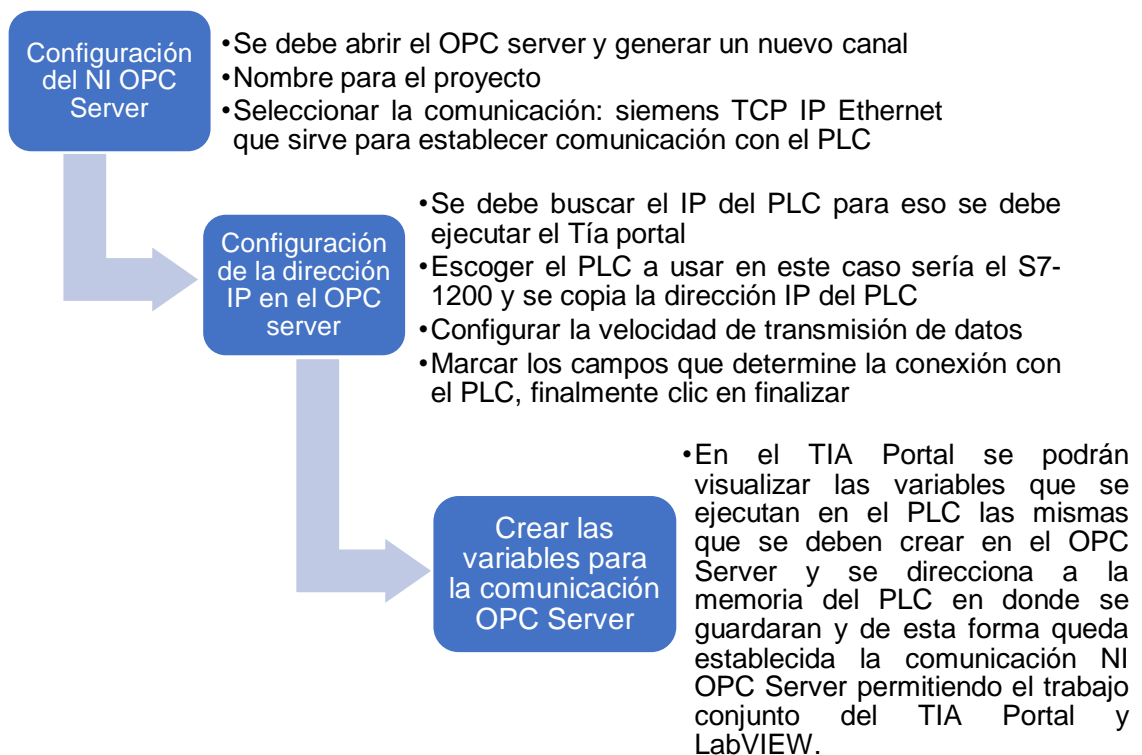 Configuración
del NI OPC
Server
•Se debe abrir el OPC server y generar un nuevo canal
•Nombre para el proyecto
•Seleccionar la comunicación: siemens TCP IP Ethernet
que sirve para establecer comunicación con el PLC
Configuración
de la dirección
IP en el OPC
server
•Se debe buscar el IP del PLC para eso se debe
ejecutar el Tía portal
•Escoger el PLC a usar en este caso sería el S7-
1200 y se copia la dirección IP del PLC
•Configurar la velocidad de transmisión de datos
•Marcar los campos que determine la conexión con
el PLC, finalmente clic en finalizar
Crear las
variables para
la comunicación
OPC Server
•En el TIA Portal se podrán
visualizar las variables que se
ejecutan en el PLC las mismas
que se deben crear en el OPC
Server y se direcciona a la
memoria del PLC en donde se
guardaran y de esta forma queda
establecida la comunicación NI
OPC Server permitiendo el trabajo
conjunto del TIA Portal y
LabVIEW.